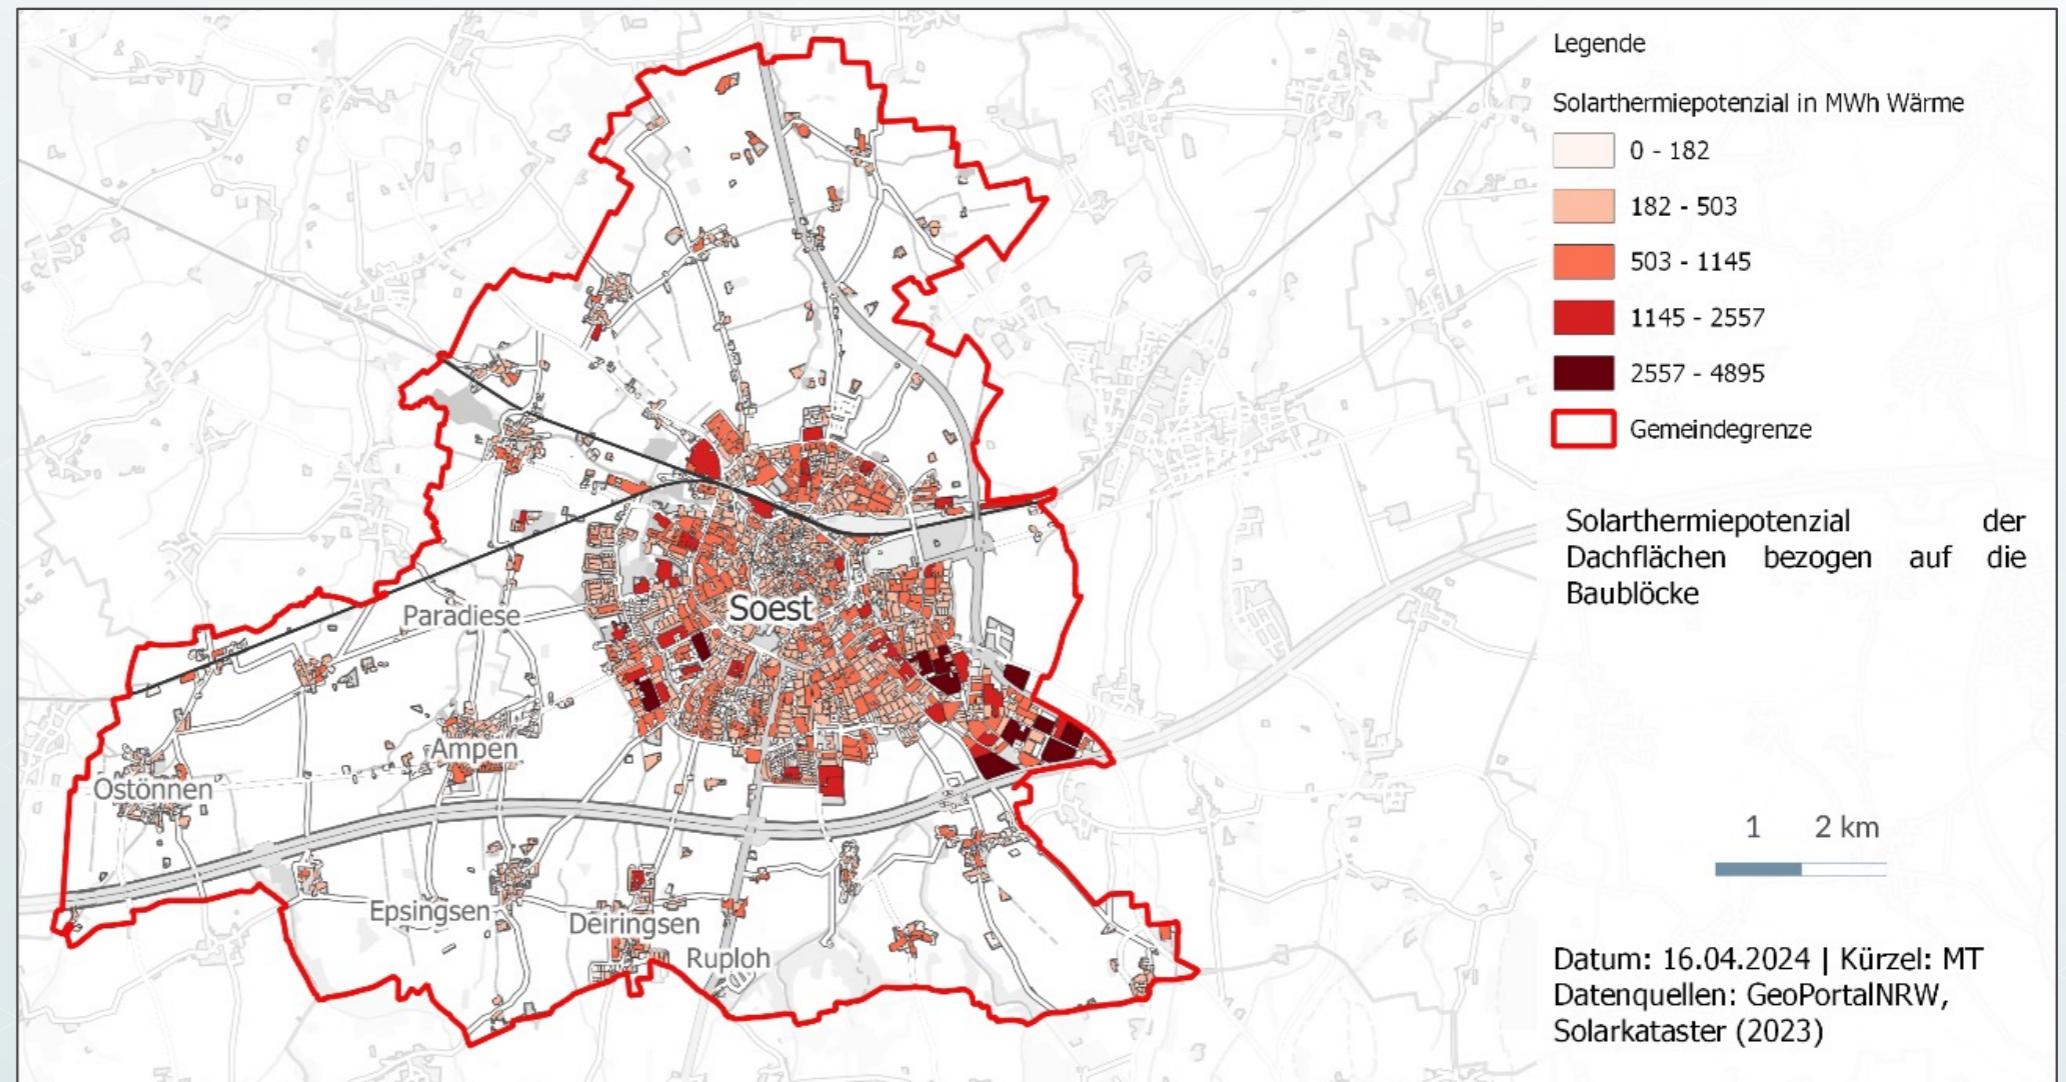 Legende
Solarthermiepotenzial in MWh Wärme
0 - 182
182 - 503
503 - 1145
1145 - 2557
2557 - 4895
Gemeindegrenze
Solarthermiepotenzial der
Dachflächen bezogen auf die
Baublöcke
Paradiese
Soest
Ampen
Ostönnen
Epsingsen
Deiringsen
Ruploh
1 2 km
Datum: 16.04.2024 | Kürzel: MT
Datenquellen: GeoPortalNRW,
Solarkataster (2023)